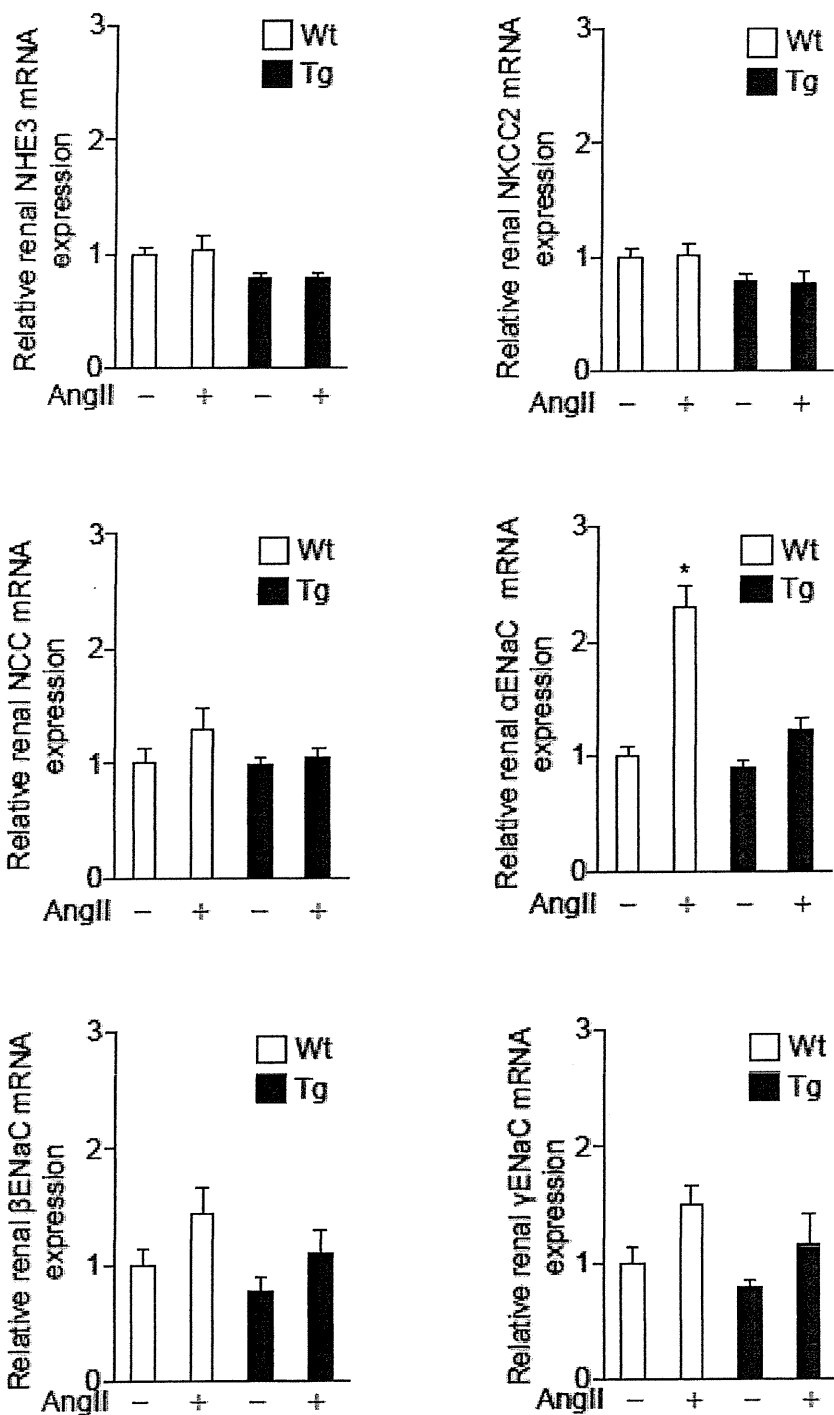 Relative renal NHE3 mRNA
expression
3
2
1
0
Wt
Tg
AngII − + − +
Relative renal NKCC2 mRNA
expression
3
2
1
0
Wt
Tg
AngII − + − +
Relative renal NCC mRNA
expression
3
2
1
0
Wt
Tg
AngII − + − +
Relative renal αENaC mRNA
expression
3
2
1
0
*
Wt
Tg
AngII − + − +
Relative renal βENaC mRNA
expression
3
2
1
0
Wt
Tg
AngII − + − +
Relative renal γENaC mRNA
expression
3
2
1
0
Wt
Tg
AngII − + − +